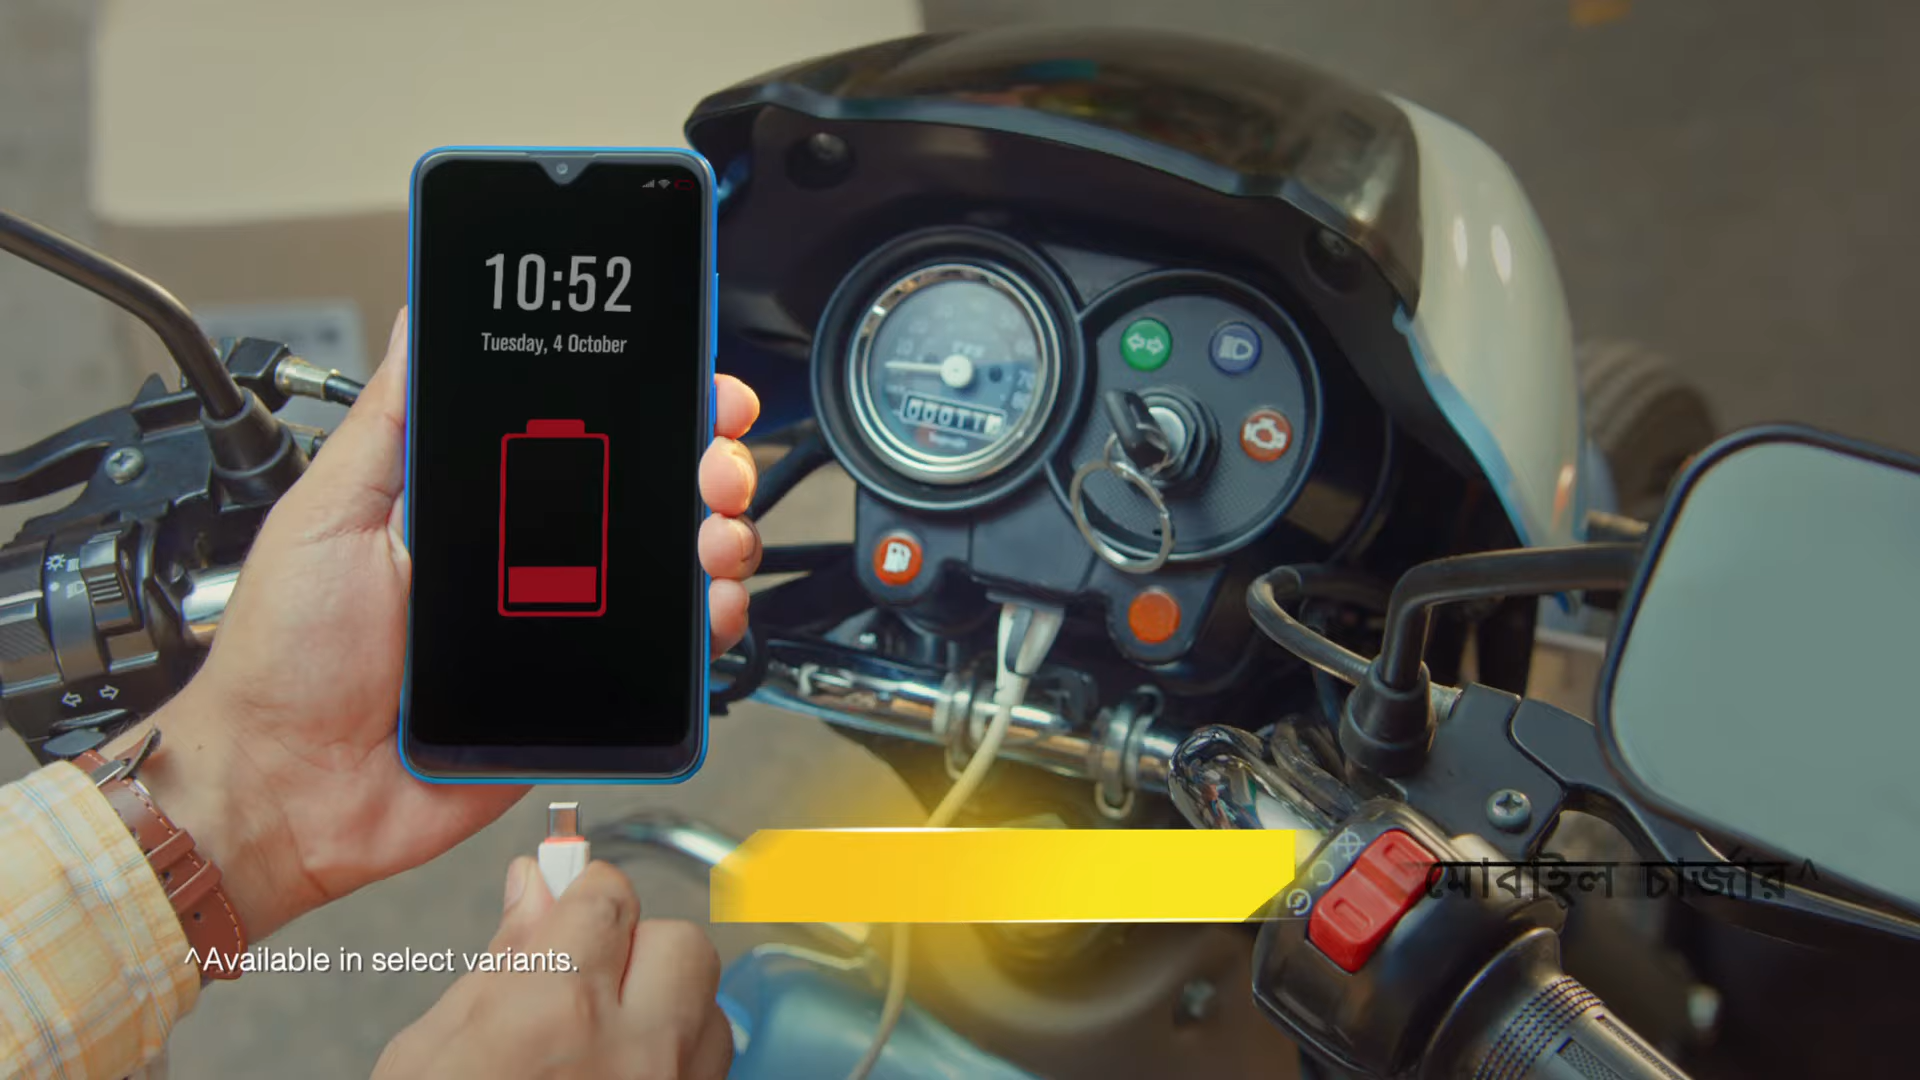 10:52
Tuesday, 4 October
মোবাইল চার্জার^
^Available in select variants.